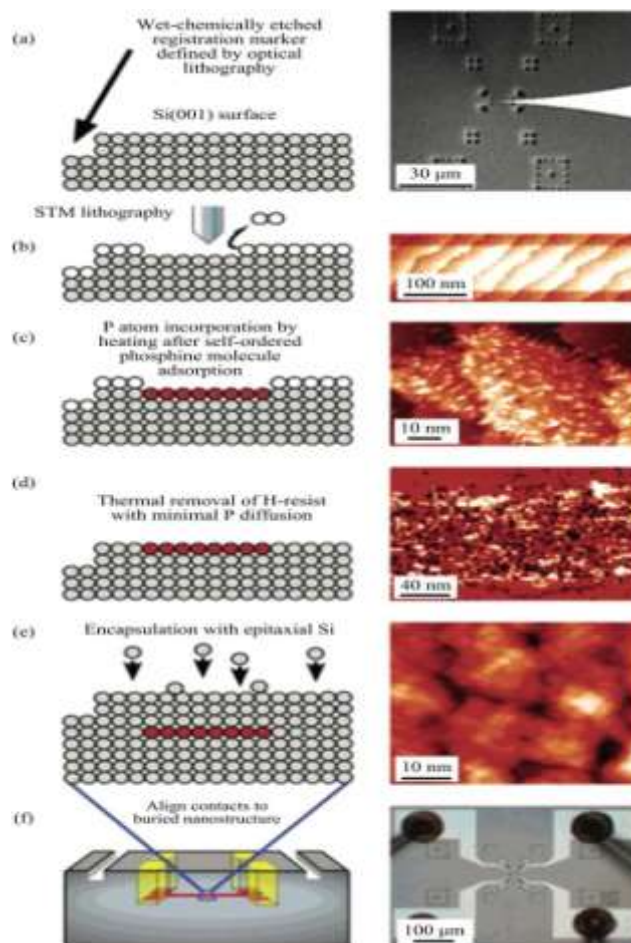 (a)
Wet-chemically etched
registration marker
defined by optical
lithography
Si(001) surface
30 μm
STM lithography
(b)
100 nm
(c)
P atom incorporation by
heating after self-ordered
phosphine molecule
adsorption
10 nm
(d)
Thermal removal of H-resist
with minimal P diffusion
40 nm
(e)
Encapsulation with epitaxial Si
10 nm
(f)
Align contacts to
buried nanostructure
100 μm